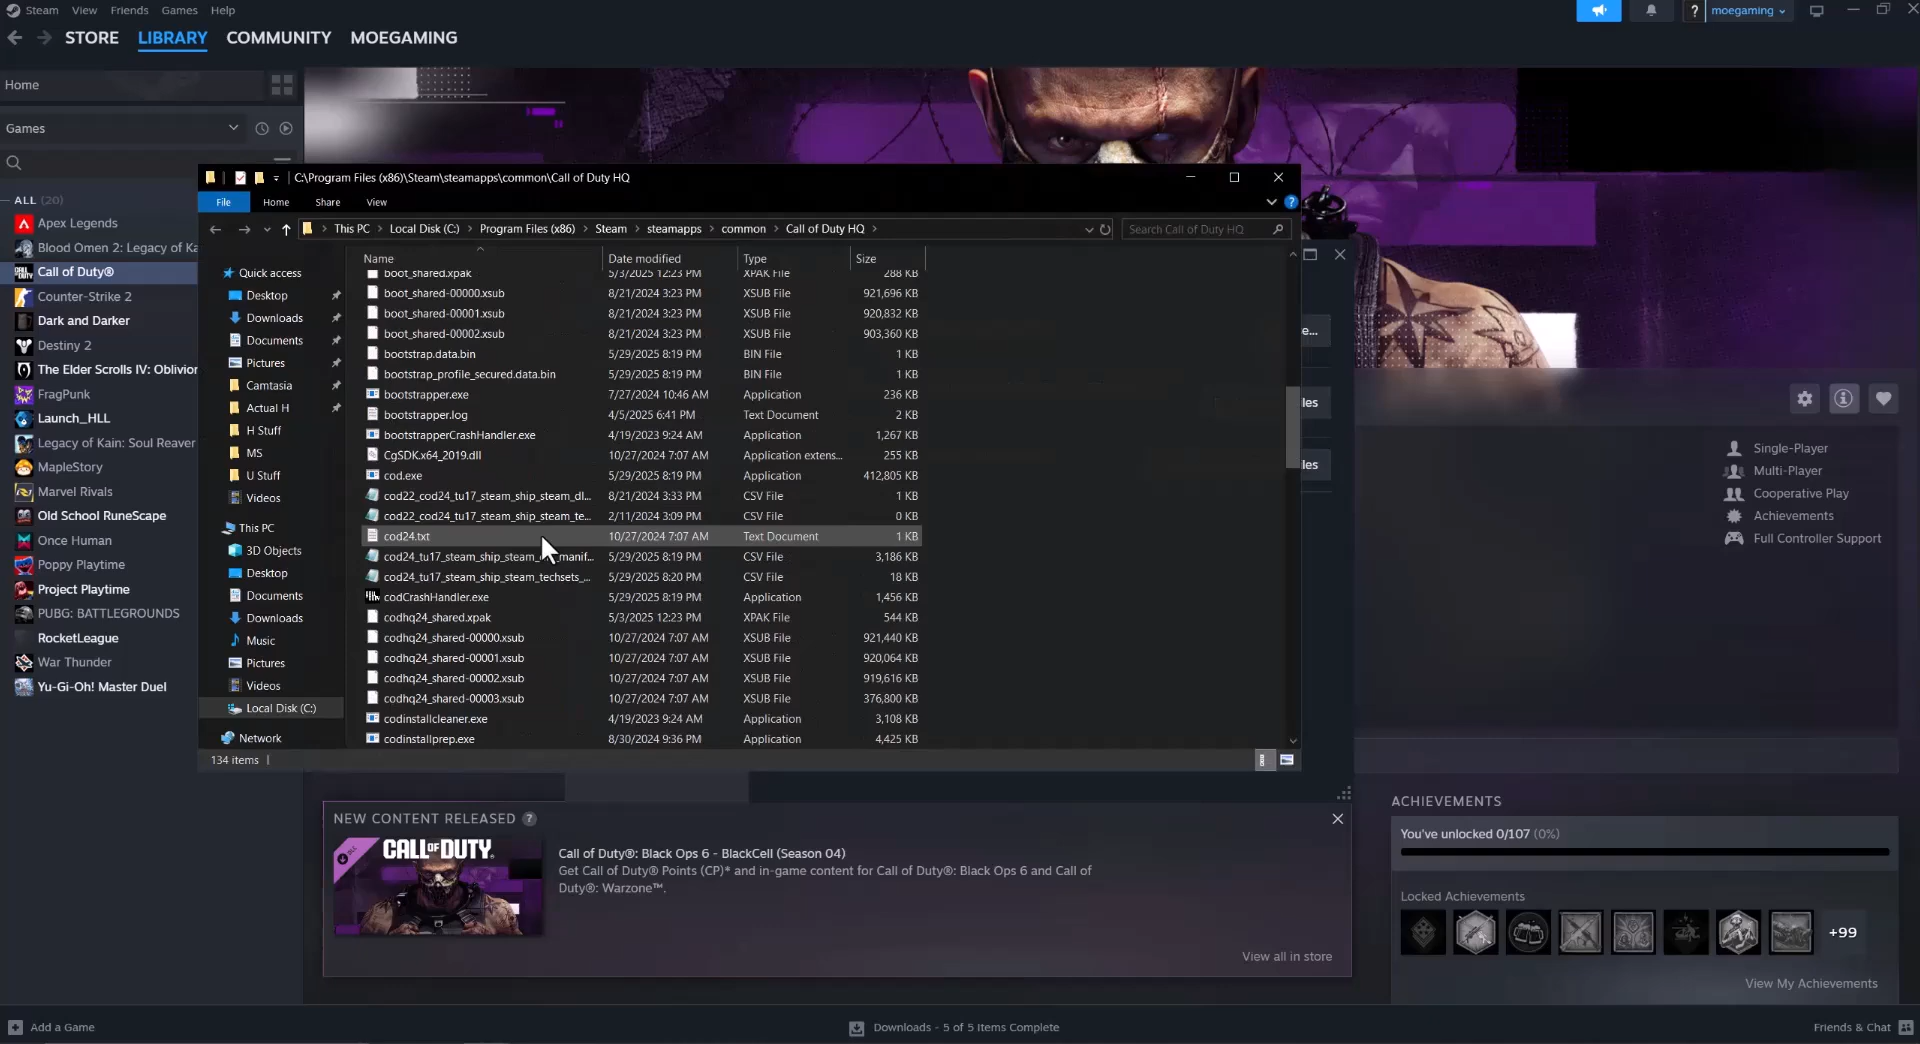 Steam View Friends Games Help
? moegaming
STORE LIBRARY COMMUNITY MOEGAMING
Home
Games
ALL (20)
Apex Legends
Blood Omen 2: Legacy of Ka
Call of Duty®
Counter-Strike 2
Dark and Darker
Destiny 2
The Elder Scrolls IV: Oblivion
FragPunk
Launch_HLL
Legacy of Kain: Soul Reaver
MapleStory
Marvel Rivals
Old School RuneScape
Once Human
Poppy Playtime
Project Playtime
PUBG: BATTLEGROUNDS
RocketLeague
War Thunder
Yu-Gi-Oh! Master Duel
C:\Program Files (x86)\Steam\steamapps\common\Call of Duty HQ
File Home Share View
This PC Local Disk (C:) Program Files (x86) Steam steamapps common Call of Duty HQ
Search Call of Duty HQ
Quick access
Desktop
Downloads
Documents
Pictures
Camtasia
Actual H
H Stuff
MS
U Stuff
Videos
This PC
3D Objects
Desktop
Documents
Downloads
Music
Pictures
Videos
Local Disk (C:)
Network
Name Date modified Type Size
boot_shared.xpak 5/3/2025 12:23 PM XPAK File 288 KB
boot_shared-00000.xsub 8/21/2024 3:23 PM XSUB File 921,696 KB
boot_shared-00001.xsub 8/21/2024 3:23 PM XSUB File 920,832 KB
boot_shared-00002.xsub 8/21/2024 3:23 PM XSUB File 903,360 KB
bootstrap.data.bin 5/29/2025 8:19 PM BIN File 1 KB
bootstrap_profile_secured.data.bin 5/29/2025 8:19 PM BIN File 1 KB
bootstrapper.exe 7/27/2024 10:46 AM Application 236 KB
bootstrapper.log 4/5/2025 6:41 PM Text Document 2 KB
bootstrapperCrashHandler.exe 4/19/2023 9:24 AM Application 1,267 KB
CgSDK.x64_2019.dll 10/27/2024 7:07 AM Application extens... 255 KB
cod.exe 5/29/2025 8:19 PM Application 412,805 KB
cod22_cod24_tu17_steam_ship_steam_dl... 8/21/2024 3:33 PM CSV File 1 KB
cod22_cod24_tu17_steam_ship_steam_te... 2/11/2024 3:09 PM CSV File 0 KB
cod24.txt 10/27/2024 7:07 AM Text Document 1 KB
cod24_tu17_steam_ship_steam_ manif... 5/29/2025 8:19 PM CSV File 3,186 KB
cod24_tu17_steam_ship_steam_techsets_... 5/29/2025 8:20 PM CSV File 18 KB
codCrashHandler.exe 5/29/2025 8:19 PM Application 1,456 KB
codhq24_shared.xpak 5/3/2025 12:23 PM XPAK File 544 KB
codhq24_shared-00000.xsub 10/27/2024 7:07 AM XSUB File 921,440 KB
codhq24_shared-00001.xsub 10/27/2024 7:07 AM XSUB File 920,064 KB
codhq24_shared-00002.xsub 10/27/2024 7:07 AM XSUB File 919,616 KB
codhq24_shared-00003.xsub 10/27/2024 7:07 AM XSUB File 376,800 KB
codinstallcleaner.exe 4/19/2023 9:24 AM Application 3,108 KB
codinstallprep.exe 8/30/2024 9:36 PM Application 4,425 KB
134 items
e...
les
les
Single-Player
Multi-Player
Cooperative Play
Achievements
Full Controller Support
NEW CONTENT RELEASED ?
CALL OF DUTY.
Call of Duty®: Black Ops 6 - BlackCell (Season 04)
Get Call of Duty® Points (CP)* and in-game content for Call of Duty®: Black Ops 6 and Call of
Duty®: Warzone™.
View all in store
ACHIEVEMENTS
You've unlocked 0/107 (0%)
Locked Achievements
+99
View My Achievements
Add a Game
Downloads - 5 of 5 Items Complete
Friends & Chat